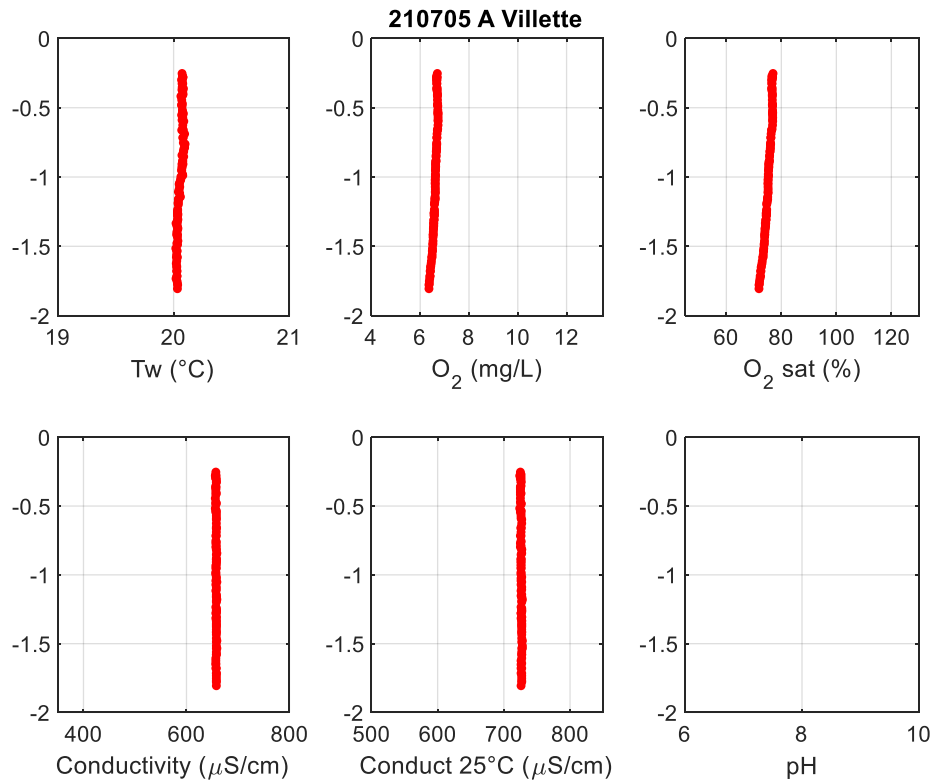 210705 A Villette
0
-0.5
-1
-1.5
-2
19 20 21
Tw (°C)
0
-0.5
-1
-1.5
-2
4 6 8 10 12
O2 (mg/L)
0
-0.5
-1
-1.5
-2
60 80 100 120
O2 sat (%)
0
-0.5
-1
-1.5
-2
400 600 800
Conductivity (μS/cm)
0
-0.5
-1
-1.5
-2
500 600 700 800
Conduct 25°C (μS/cm)
0
-0.5
-1
-1.5
-2
6 8 10
pH